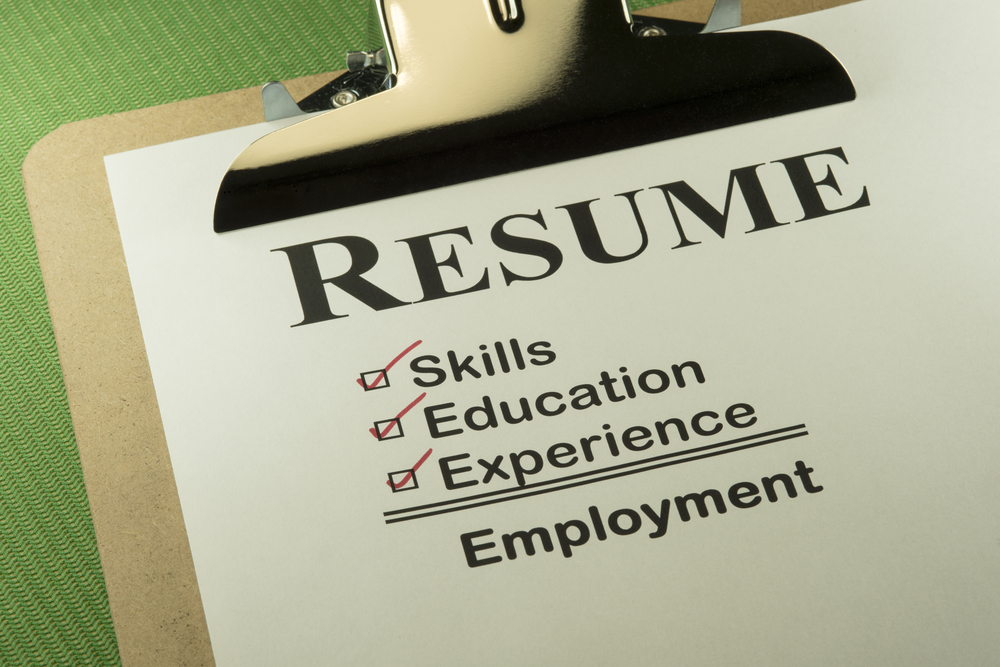 RESUME
Skills
Education
Experience
Employment